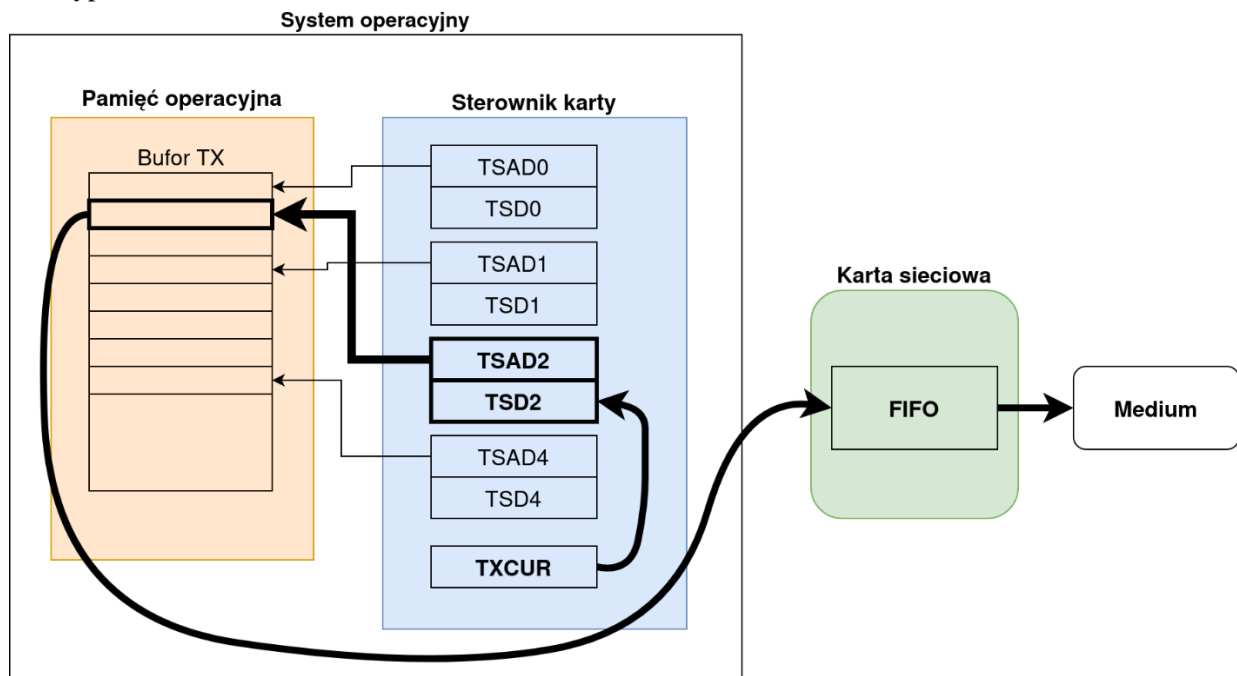 System operacyjny
Pamięć operacyjna
Sterownik karty
Bufor TX
TSAD0
TSD0
TSAD1
TSD1
TSAD2
TSD2
TSAD4
TSD4
TXCUR
Karta sieciowa
FIFO
Medium